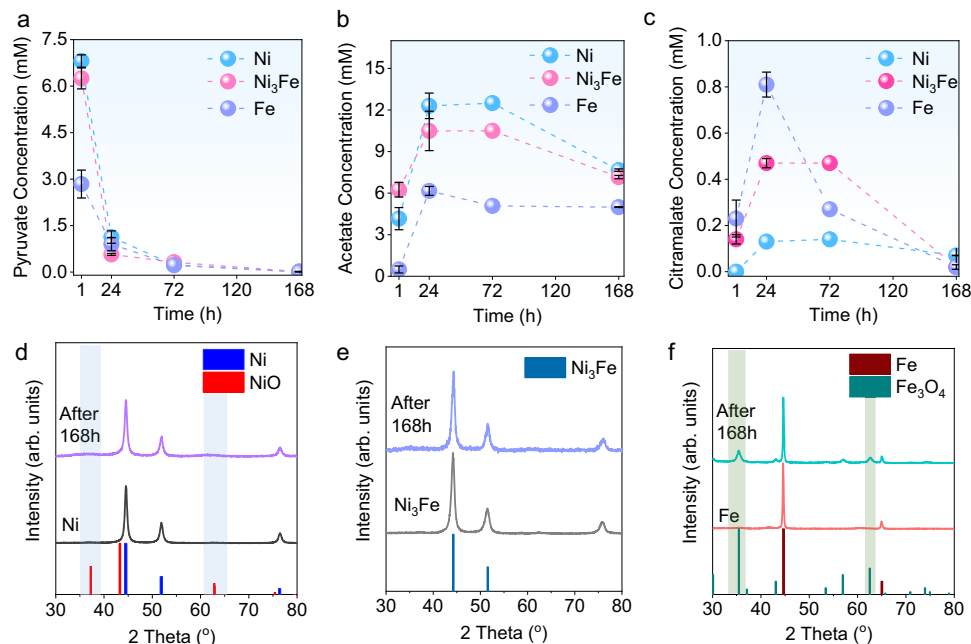 a
Pyruvate Concentration (mM)
7.5
6.0
4.5
3.0
1.5
0.0
Ni
Ni₃Fe
Fe
1 24 72 120 168
Time (h)
b
Acetate Concentration (mM)
15
12
9
6
3
0
Ni
Ni₃Fe
Fe
1 24 72 120 168
Time (h)
c
Citramalate Concentration (mM)
1.0
0.8
0.6
0.4
0.2
0.0
Ni
Ni₃Fe
Fe
1 24 72 120 168
Time (h)
d
Intensity (arb. units)
Ni
NiO
After
168h
Ni
30 40 50 60 70 80
2 Theta (°)
e
Intensity (arb. units)
Ni₃Fe
After
168h
Ni₃Fe
30 40 50 60 70 80
2 Theta (°)
f
Intensity (arb. units)
Fe
Fe₃O₄
After
168h
Fe
30 40 50 60 70 80
2 Theta (°)